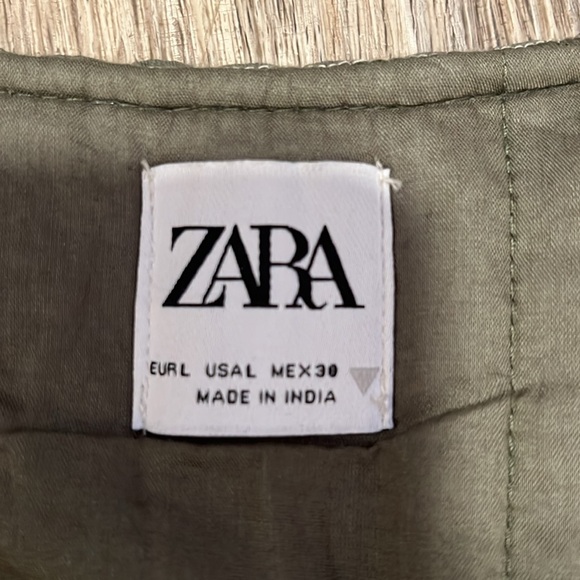 ZARA
EUR L USA L MEX 30
MADE IN INDIA